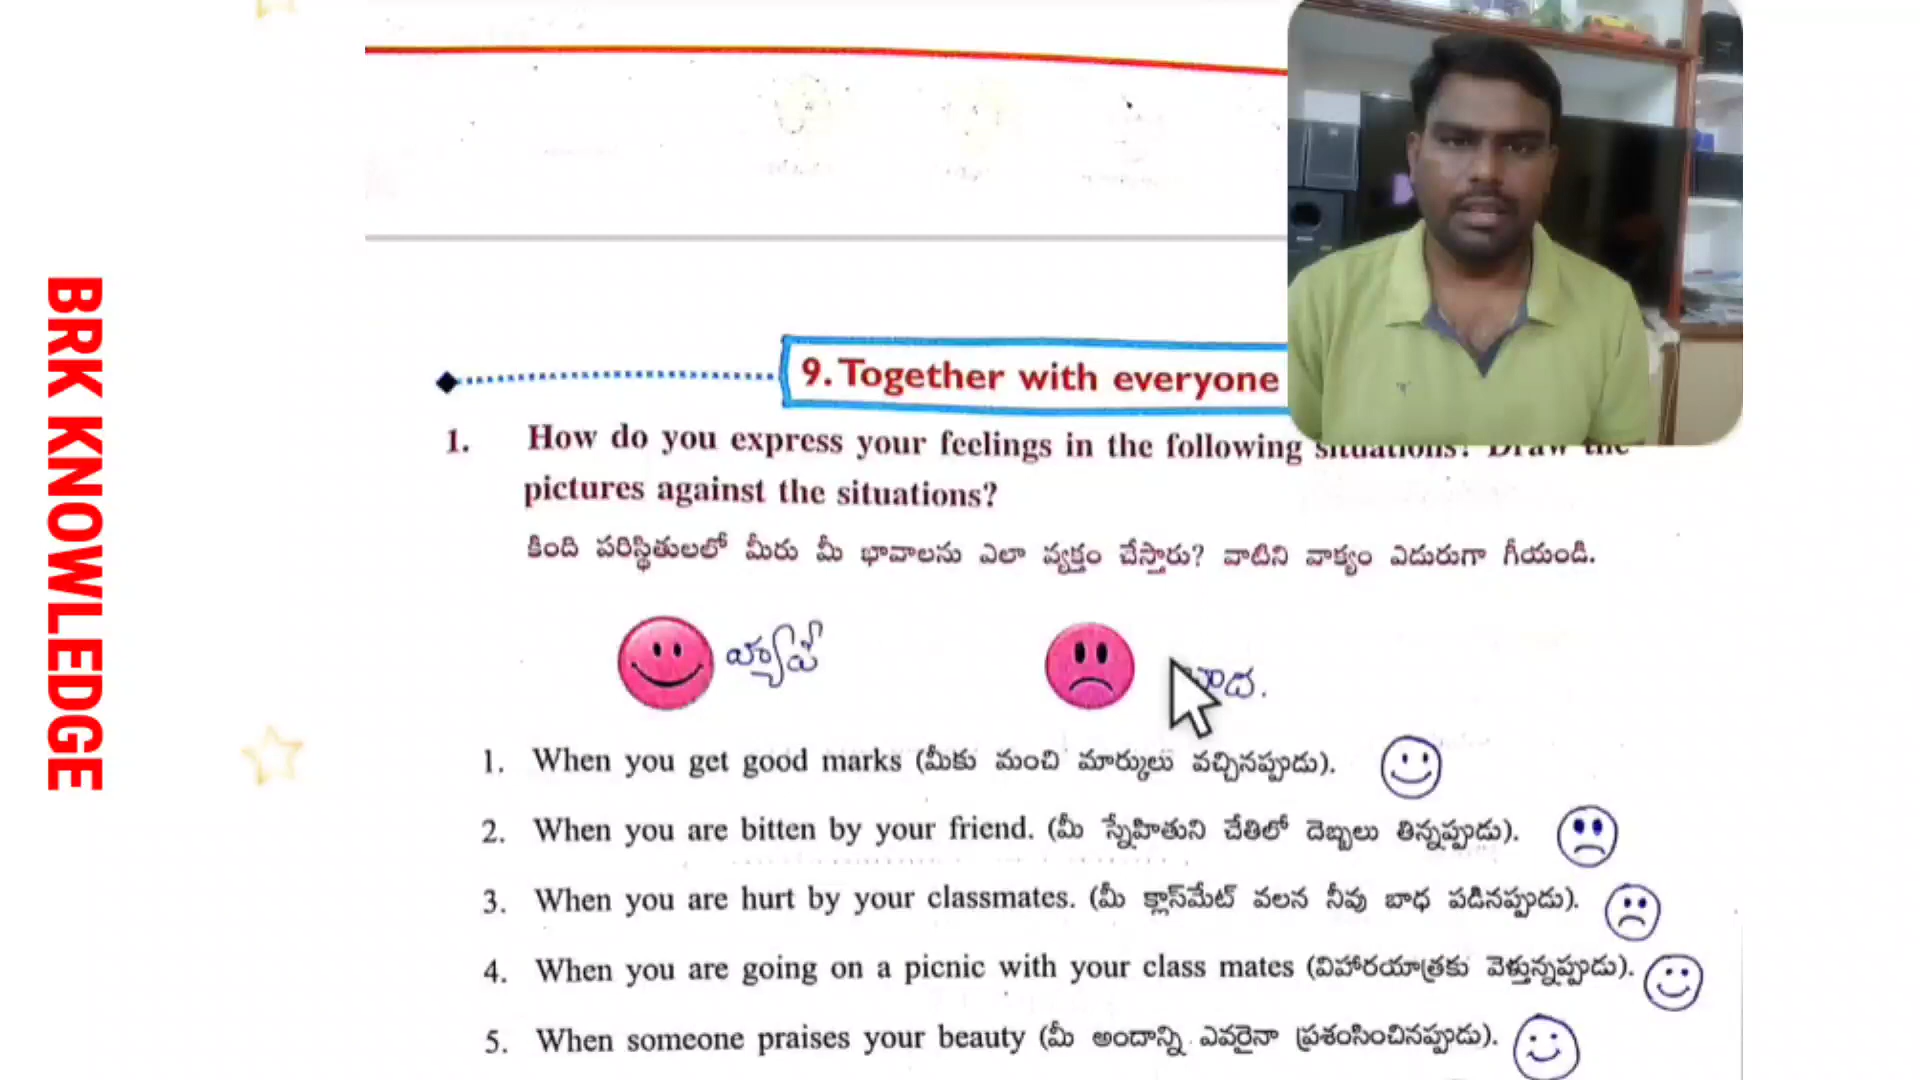 BRK KNOWLEDGE
9. Together with everyone
1. How do you express your feelings in the following situations? Draw the
pictures against the situations?
కింది పరిస్థితులలో మీరు మీ భావాలను ఎలా వ్యక్తం చేస్తారు? వాటిని వాక్యం ఎదురుగా గీయండి.
1. When you get good marks (మీకు మంచి మార్కులు వచ్చినప్పుడు).
2. When you are bitten by your friend. (మీ స్నేహితుని చేతిలో దెబ్బలు తిన్నప్పుడు).
3. When you are hurt by your classmates. (మీ క్లాస్‌మేట్ వలన నీవు బాధ పడినప్పుడు).
4. When you are going on a picnic with your class mates (విహారయాత్రకు వెళ్తున్నప్పుడు).
5. When someone praises your beauty (మీ అందాన్ని ఎవరైనా ప్రశంసించినప్పుడు).